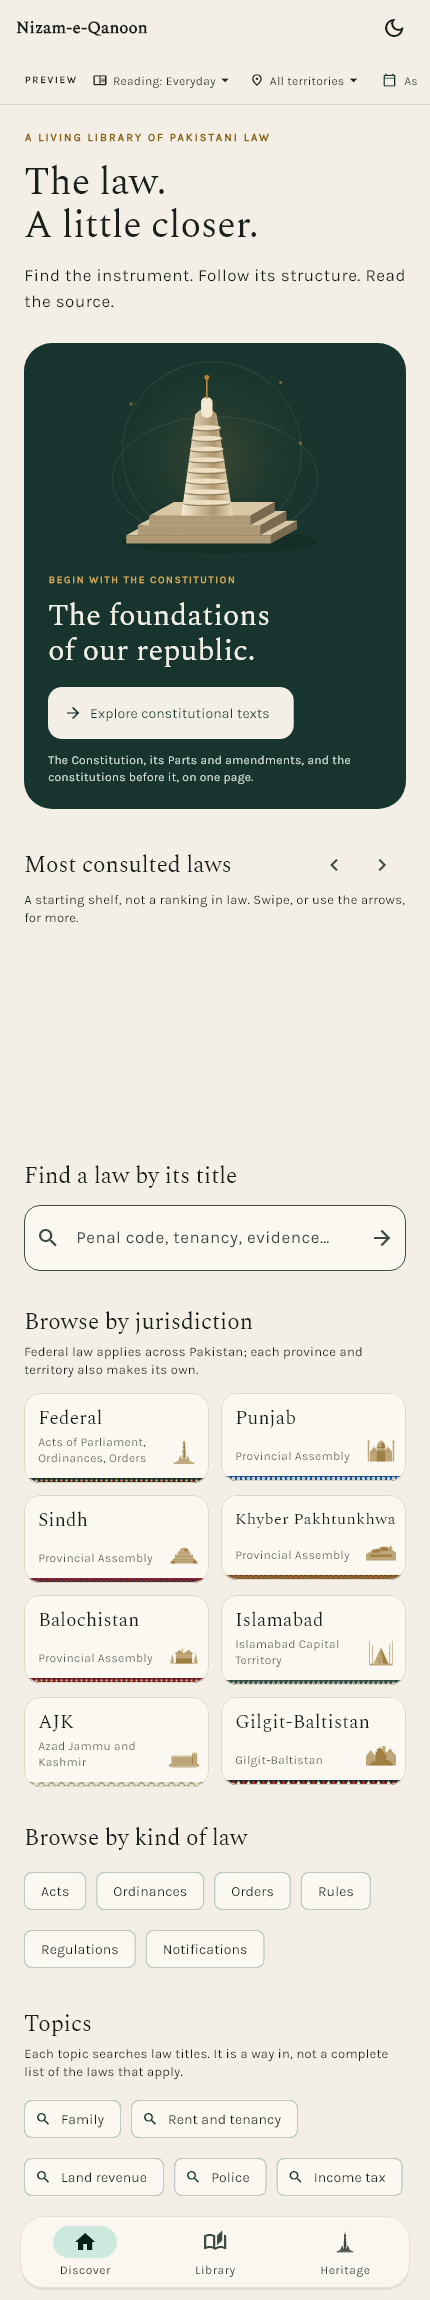 Nizam-e-Qanoon
PREVIEW Reading: Everyday All territories As
A LIVING LIBRARY OF PAKISTANI LAW
The law.
A little closer.
Find the instrument. Follow its structure. Read
the source.
BEGIN WITH THE CONSTITUTION
The foundations
of our republic.
Explore constitutional texts
The Constitution, its Parts and amendments, and the
constitutions before it, on one page.
Most consulted laws
A starting shelf, not a ranking in law. Swipe, or use the arrows,
for more.
Find a law by its title
Penal code, tenancy, evidence…
Browse by jurisdiction
Federal law applies across Pakistan; each province and
territory also makes its own.
Federal
Acts of Parliament,
Ordinances, Orders
Punjab
Provincial Assembly
Sindh
Provincial Assembly
Khyber Pakhtunkhwa
Provincial Assembly
Balochistan
Provincial Assembly
Islamabad
Islamabad Capital
Territory
AJK
Azad Jammu and
Kashmir
Gilgit-Baltistan
Gilgit-Baltistan
Browse by kind of law
Acts Ordinances Orders Rules
Regulations Notifications
Topics
Each topic searches law titles. It is a way in, not a complete
list of the laws that apply.
Family Rent and tenancy
Land revenue Police Income tax
Discover Library Heritage